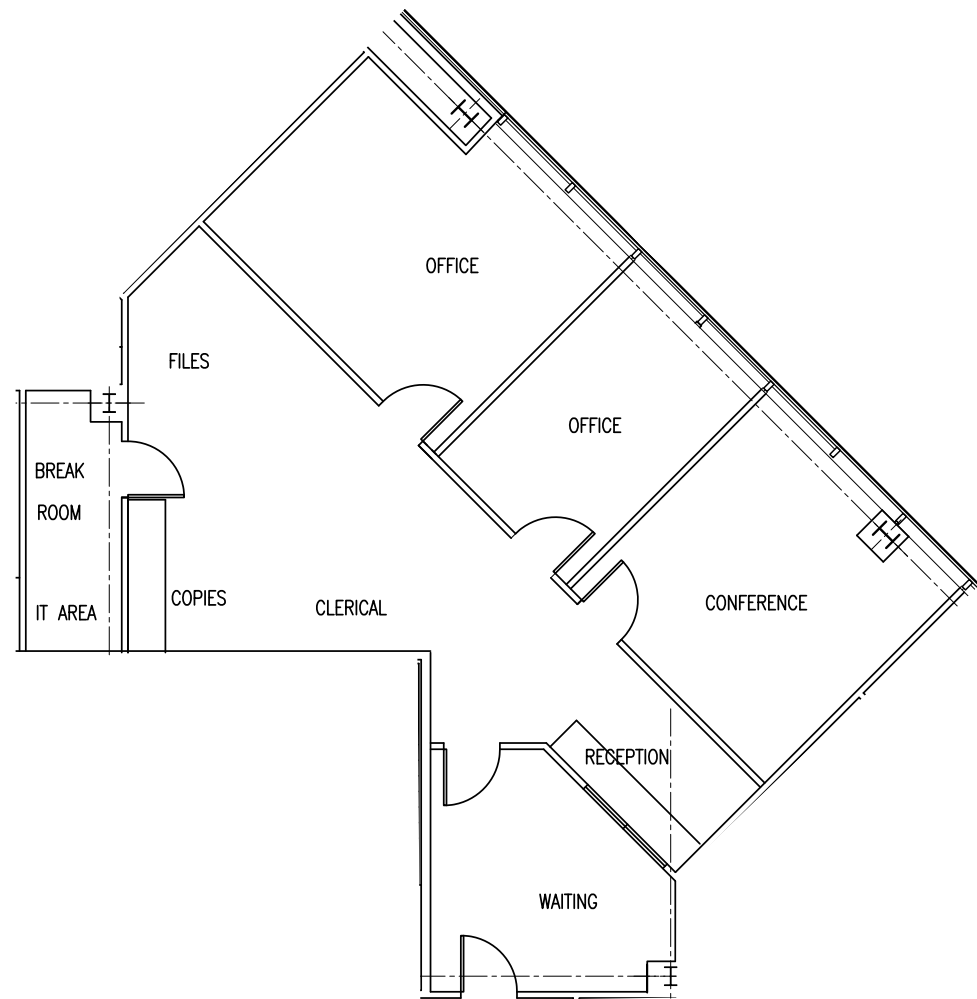 OFFICE
FILES
OFFICE
BREAK
ROOM
COPIES
CLERICAL
CONFERENCE
IT AREA
RECEPTION
WAITING